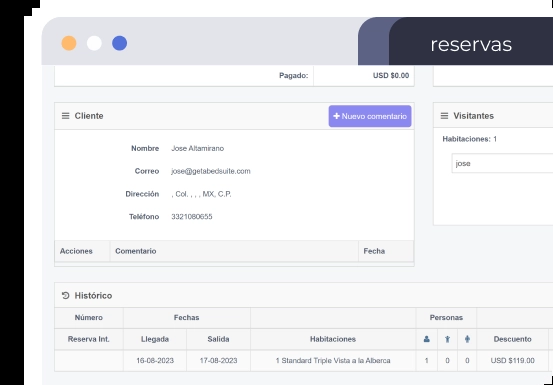 reservas
Pagado: USD $0.00
Cliente
+ Nuevo comentario
Nombre Jose Altamirano
Correo jose@getabedsuite.com
Dirección , Col. , , , MX, C.P.
Teléfono 3321080655
Acciones Comentario Fecha
Visitantes
Habitaciones: 1
jose
Histórico
Número Fechas Personas
Reserva Int. Llegada Salida Habitaciones Descuento
16-08-2023 17-08-2023 1 Standard Triple Vista a la Alberca 1 0 0 USD $119.00